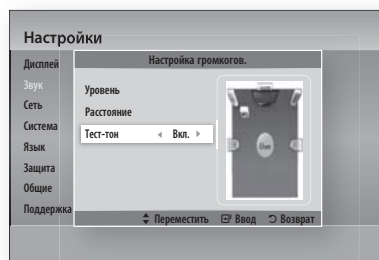 Настройки
Дисплей
Звук
Сеть
Система
Язык
Защита
Общие
Поддержка
Настройка громкогов.
Уровень
Расстояние
Тест-тон ◀ Вкл. ▶
Переместить Ввод Возврат